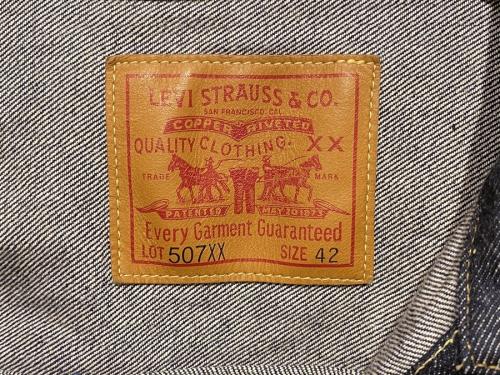 LEVI STRAUSS & CO.
SAN FRANCISCO, CAL.
COPPER RIVETED
QUALITY CLOTHING. XX
TRADE MARK
PATENTED MAY 20 1873
Every Garment Guaranteed
LOT 507XX SIZE 42